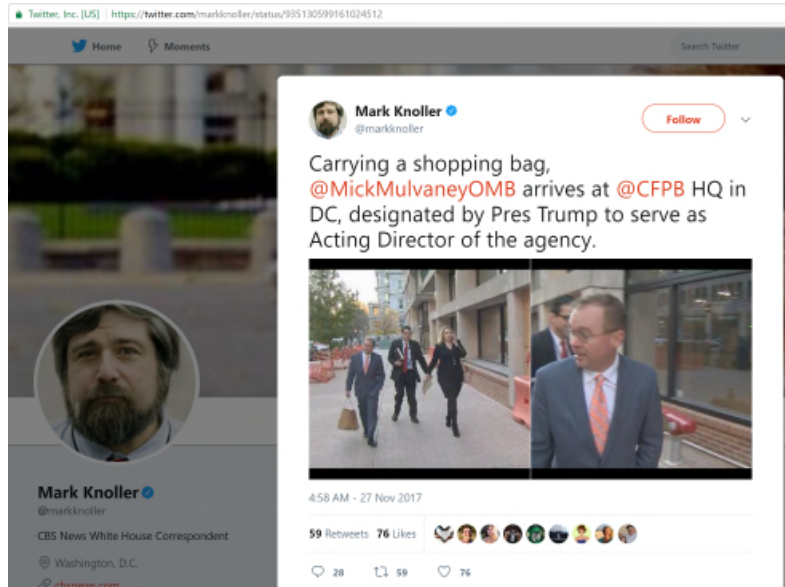 Twitter, Inc. [US] | https://twitter.com/markknoller/status/935130599161024512
Home Moments Search Twitter
Mark Knoller
@markknoller
Follow
Carrying a shopping bag,
@MickMulvaneyOMB arrives at @CFPB HQ in
DC, designated by Pres Trump to serve as
Acting Director of the agency.
4:58 AM - 27 Nov 2017
59 Retweets 76 Likes
28 59 76
Mark Knoller
@markknoller
CBS News White House Correspondent
Washington, D.C.
cbsnews.com